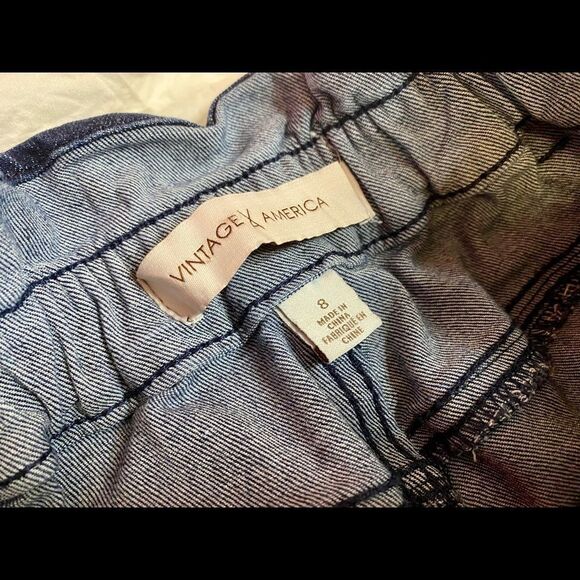 VINTAGE AMERICA
8
MADE IN
CHINA
FABRIQUÉ EN
CHINE